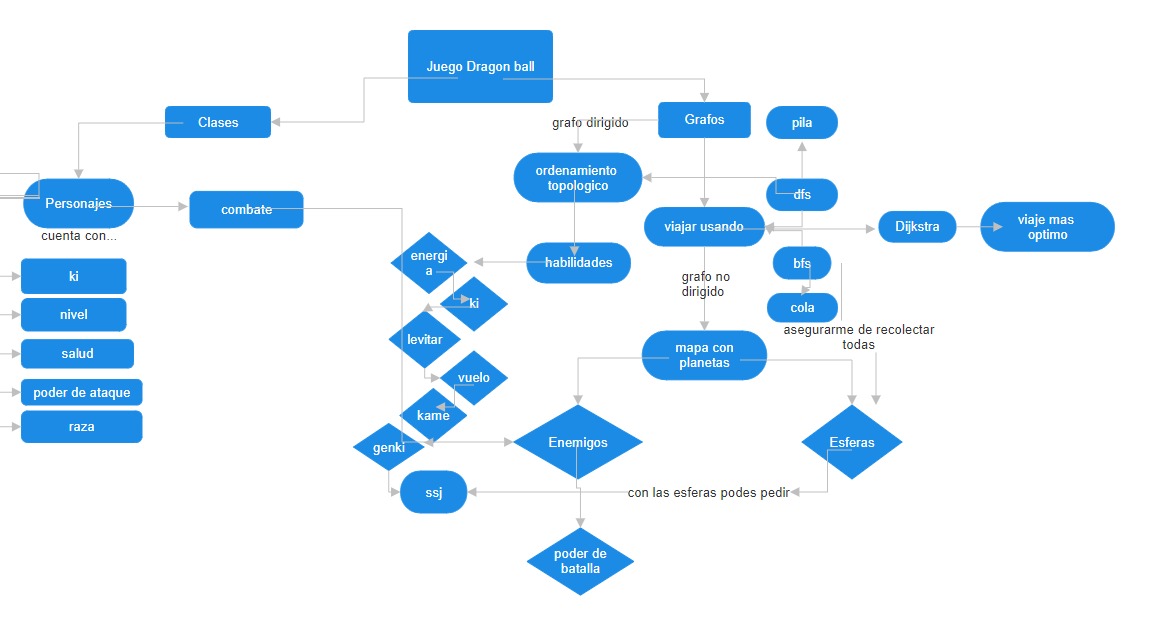 Juego Dragon ball
Clases
grafo dirigido
Grafos
pila
ordenamiento
topologico
dfs
Personajes
combate
viajar usando
Dijkstra
viaje mas
optimo
cuenta con...
energi
a
habilidades
bfs
ki
grafo no
dirigido
ki
cola
nivel
levitar
asegurarme de recolectar
todas
salud
mapa con
planetas
vuelo
poder de ataque
kame
raza
genki
Enemigos
Esferas
ssj
con las esferas podes pedir
poder de
batalla